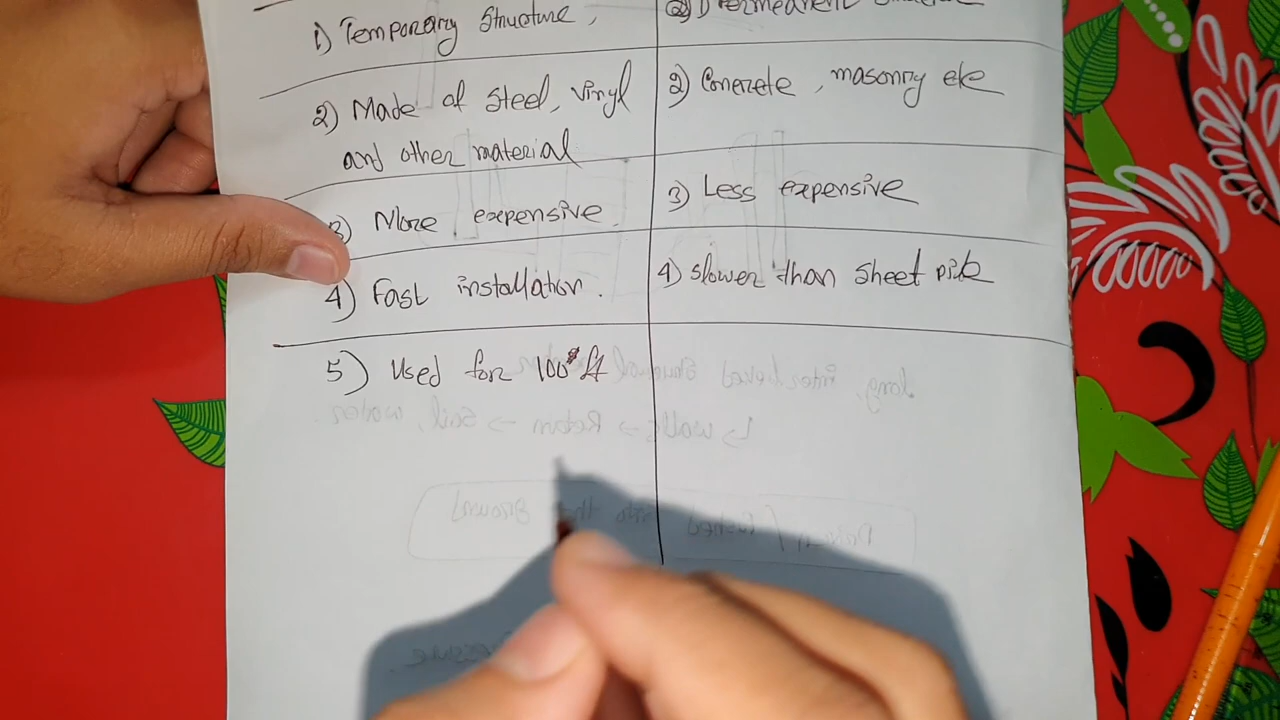 1) Temporary Structure,
2) Made of Steel, Vinyl
and other material
3) More expensive.
4) Fast installation.
5) Used for 100 ft
2) Concrete, masonry etc
3) Less expensive
4) slower than sheet pile